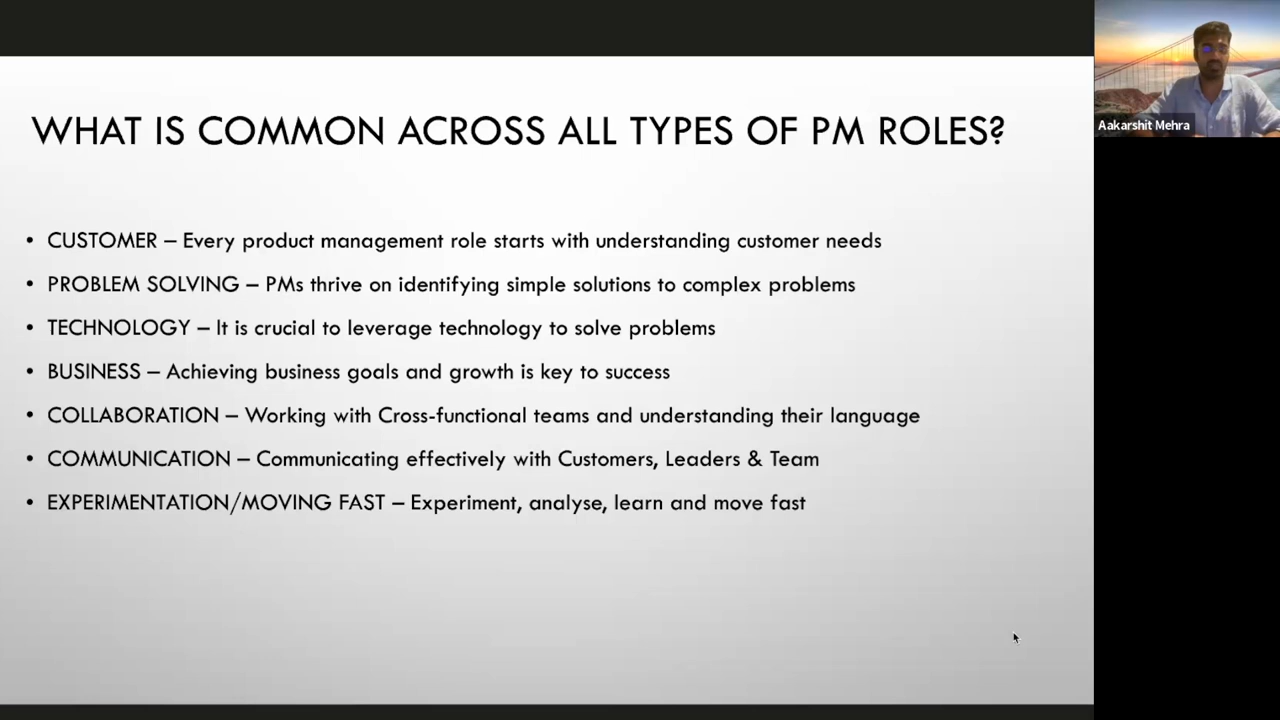 WHAT IS COMMON ACROSS ALL TYPES OF PM ROLES?
• CUSTOMER – Every product management role starts with understanding customer needs
• PROBLEM SOLVING – PMs thrive on identifying simple solutions to complex problems
• TECHNOLOGY – It is crucial to leverage technology to solve problems
• BUSINESS – Achieving business goals and growth is key to success
• COLLABORATION – Working with Cross-functional teams and understanding their language
• COMMUNICATION – Communicating effectively with Customers, Leaders & Team
• EXPERIMENTATION/MOVING FAST – Experiment, analyse, learn and move fast
Aakarshit Mehra